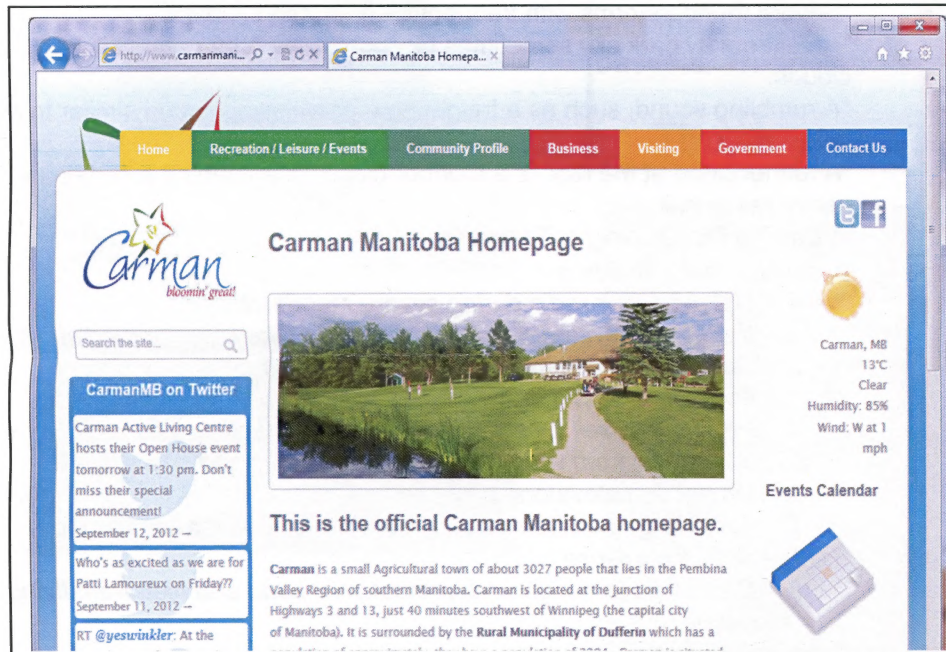 http://www.carmanmani...
Carman Manitoba Homepa...
Home
Recreation / Leisure / Events
Community Profile
Business
Visiting
Government
Contact Us
Carman
bloomin' great!
Carman Manitoba Homepage
Search the site...
Carman, MB
13°C
Clear
Humidity: 85%
Wind: W at 1
mph
CarmanMB on Twitter
Carman Active Living Centre
hosts their Open House event
tomorrow at 1:30 pm. Don't
miss their special
announcement!
September 12, 2012 –
Who's as excited as we are for
Patti Lamoureux on Friday??
September 11, 2012 –
RT @yeswinkler: At the
Events Calendar
This is the official Carman Manitoba homepage.
Carman is a small Agricultural town of about 3027 people that lies in the Pembina
Valley Region of southern Manitoba. Carman is located at the junction of
Highways 3 and 13, just 40 minutes southwest of Winnipeg (the capital city
of Manitoba). It is surrounded by the Rural Municipality of Dufferin which has a